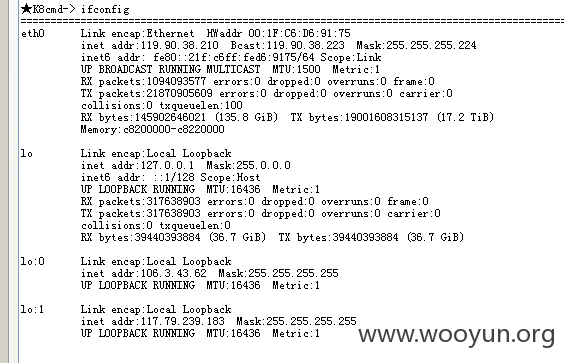 ★K8cmd-> ifconfig
eth0 Link encap:Ethernet HWaddr 00:1F:C6:D6:91:75
inet addr:119.90.38.210 Bcast:119.90.38.223 Mask:255.255.255.224
inet6 addr: fe80::21f:c6ff:fed6:9175/64 Scope:Link
UP BROADCAST RUNNING MULTICAST MTU:1500 Metric:1
RX packets:1094093577 errors:0 dropped:0 overruns:0 frame:0
TX packets:21870905609 errors:0 dropped:0 overruns:0 carrier:0
collisions:0 txqueuelen:100
RX bytes:145902646021 (135.8 GiB) TX bytes:19001608315137 (17.2 TiB)
Memory:c8200000-c8220000
lo Link encap:Local Loopback
inet addr:127.0.0.1 Mask:255.0.0.0
inet6 addr: ::1/128 Scope:Host
UP LOOPBACK RUNNING MTU:16436 Metric:1
RX packets:317638903 errors:0 dropped:0 overruns:0 frame:0
TX packets:317638903 errors:0 dropped:0 overruns:0 carrier:0
collisions:0 txqueuelen:0
RX bytes:39440393884 (36.7 GiB) TX bytes:39440393884 (36.7 GiB)
lo:0 Link encap:Local Loopback
inet addr:106.3.43.62 Mask:255.255.255.255
UP LOOPBACK RUNNING MTU:16436 Metric:1
lo:1 Link encap:Local Loopback
inet addr:117.79.239.183 Mask:255.255.255.255
UP LOOPBACK RUNNING MTU:16436 Metric:1
www.wooyun.org